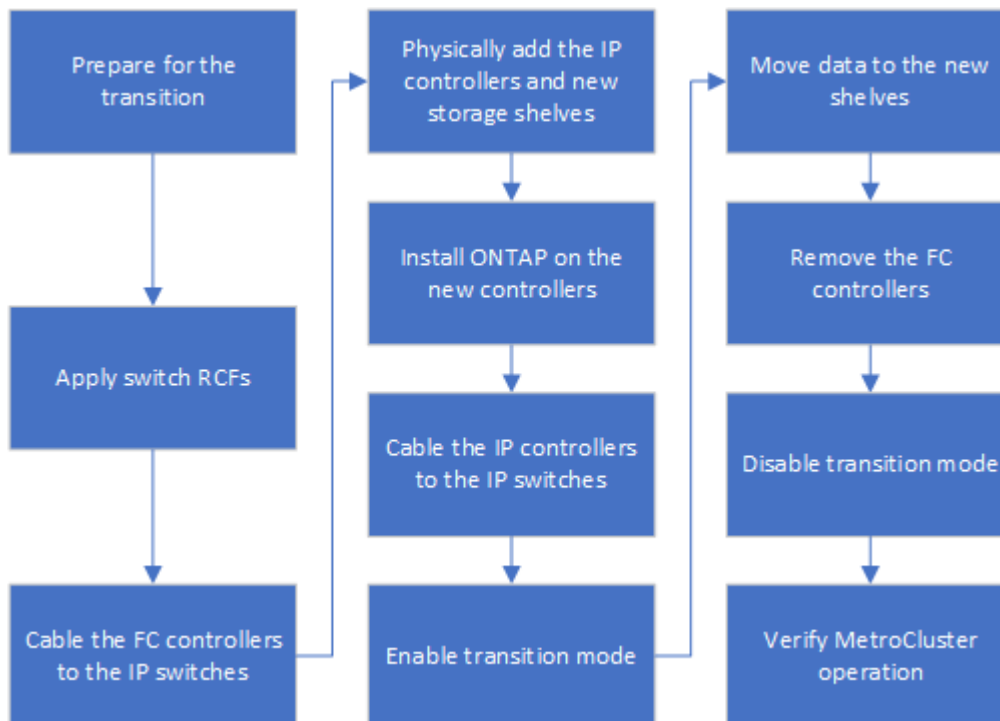 Prepare for the
transition
Apply switch RCFs
Cable the FC controllers
to the IP switches
Physically add the IP
controllers and new
storage shelves
Install ONTAP on the
new controllers
Cable the IP controllers
to the IP switches
Enable transition mode
Move data to the new
shelves
Remove the FC
controllers
Disable transition mode
Verify MetroCluster
operation